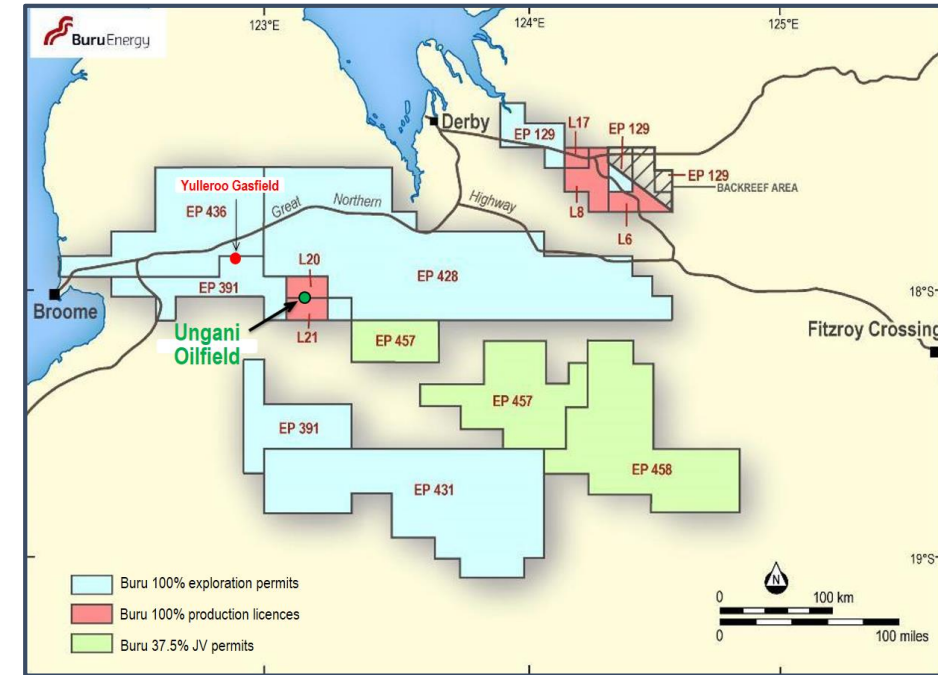 BuruEnergy
123°E
124°E
125°E
Derby
EP 129
L17
EP 129
EP 129
BACKREEF AREA
L8
L6
Yulleroo Gasfield
EP 436
Great
Northern
Highway
L20
EP 428
EP 391
18°S
Broome
L21
Ungani
Oilfield
EP 457
Fitzroy Crossing
EP 457
EP 391
EP 458
EP 431
19°S
Buru 100% exploration permits
Buru 100% production licences
Buru 37.5% JV permits
N
0
100 km
0
100 miles